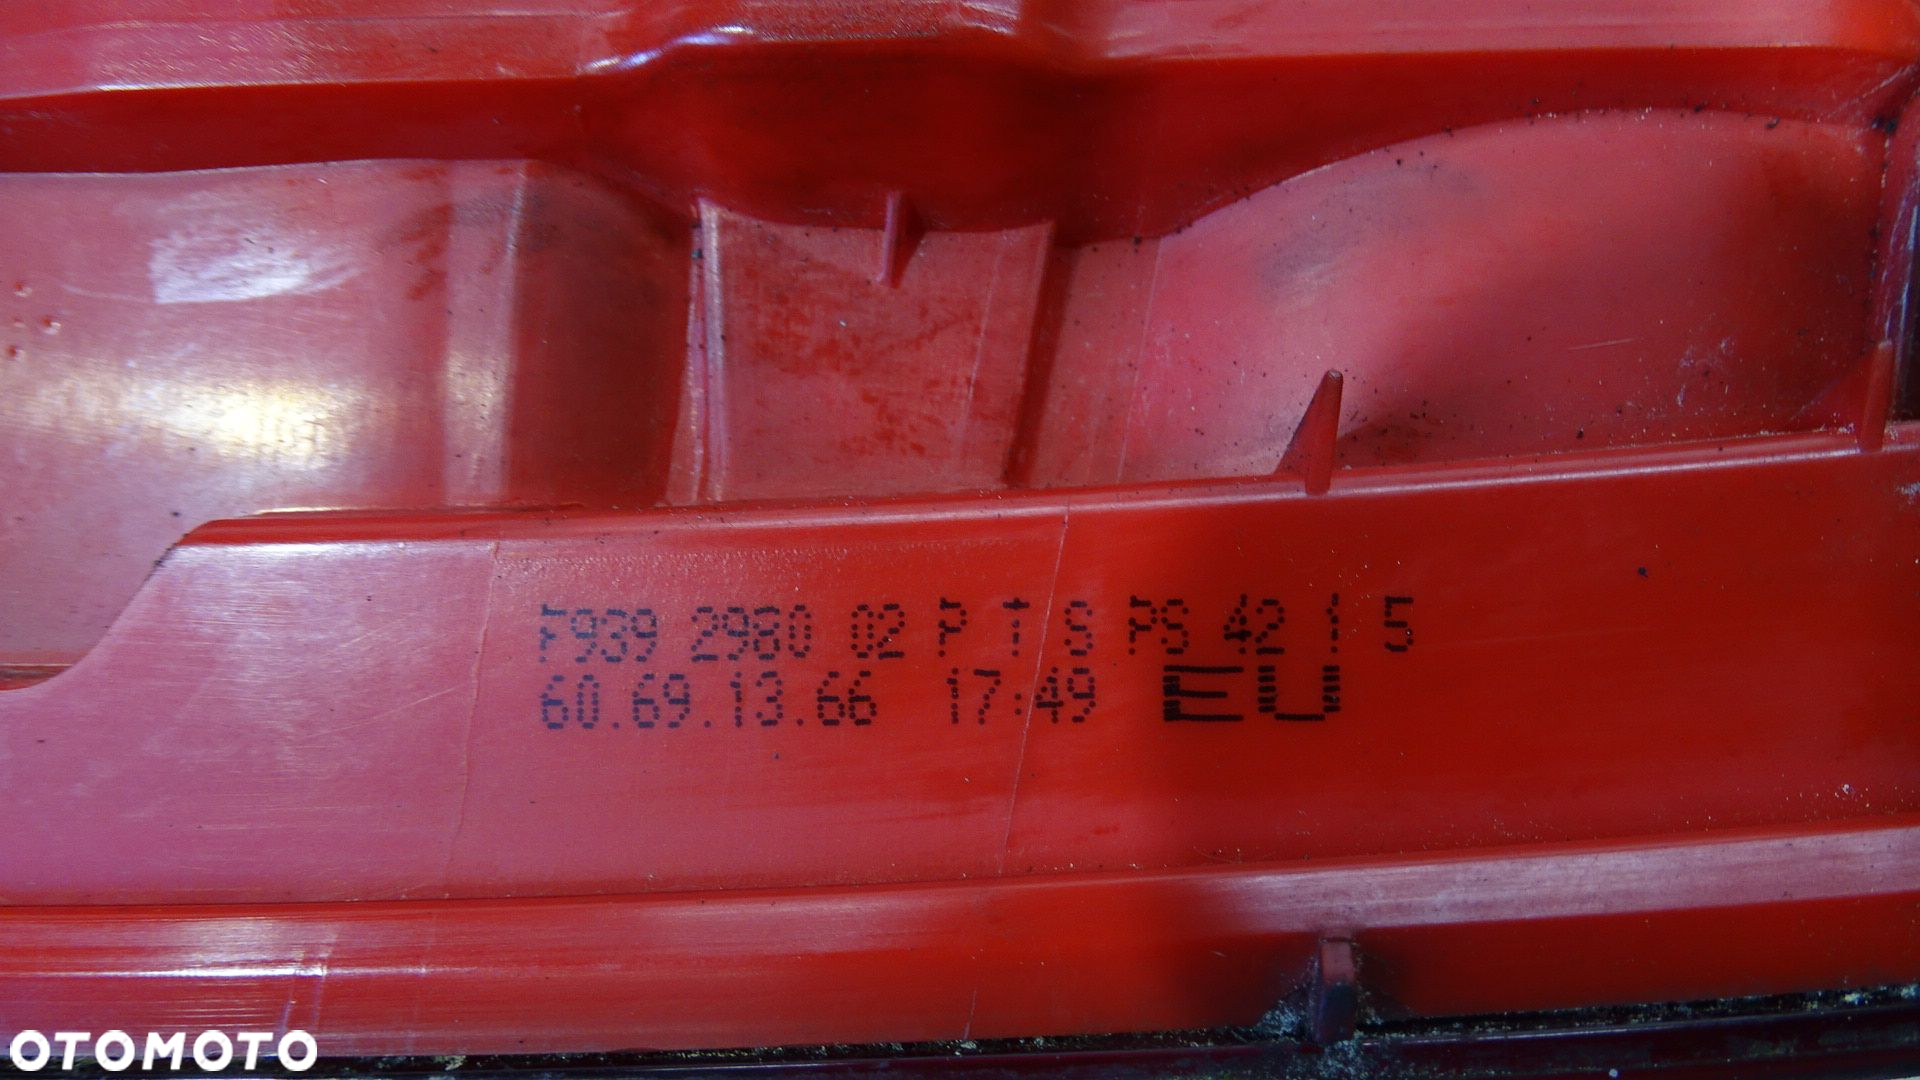 F939 2980 02 P T S PS 42 1 5
60.69.13.66 17:49 EU
OTOMOTO